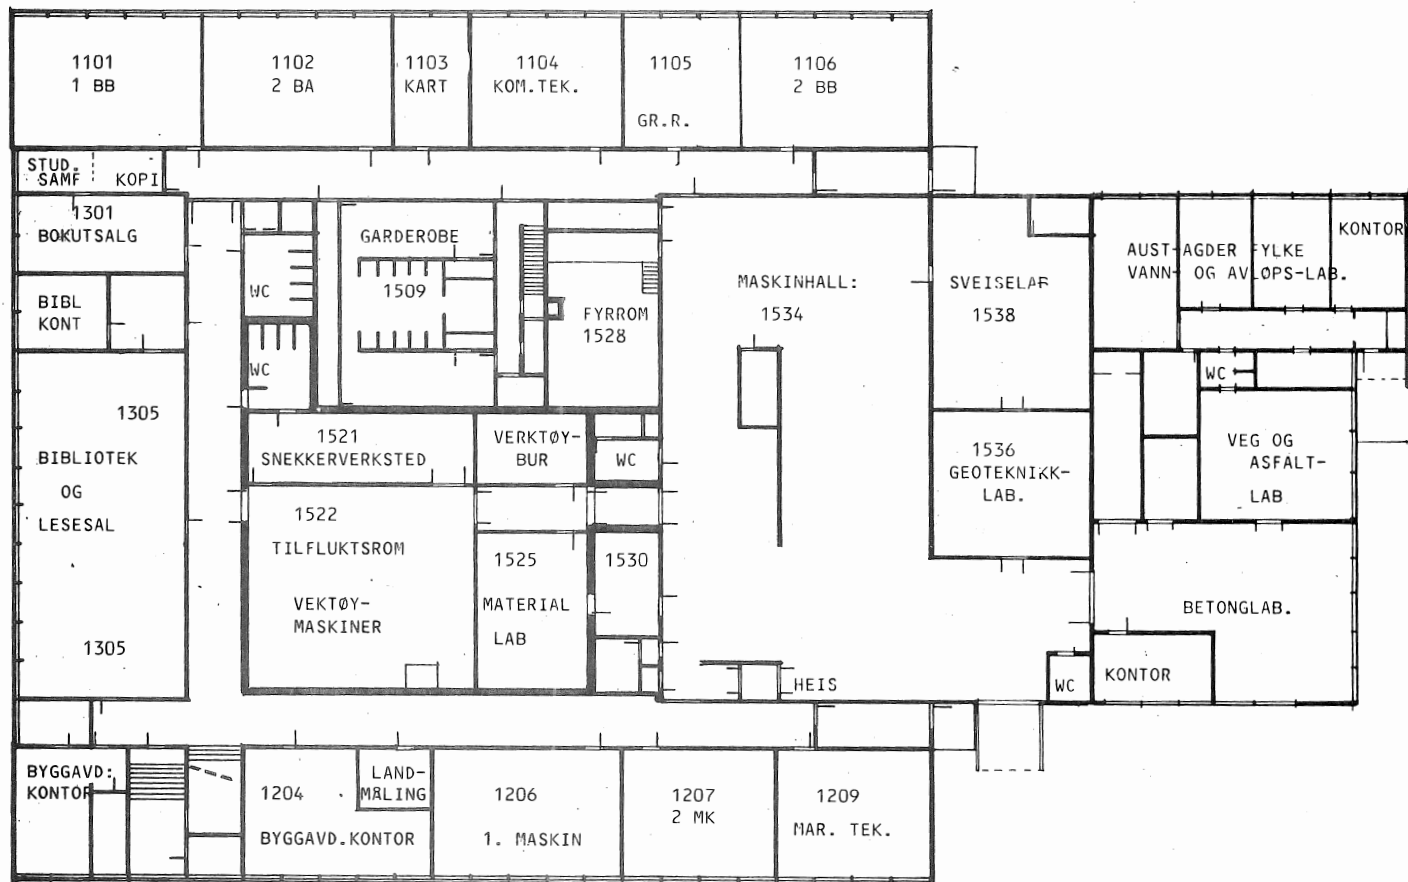 1101
1 BB
1102
2 BA
1103
KART
1104
KOM.TEK.
1105
GR.R.
1106
2 BB
STUD.
SAMF
KOPI
1301
BOKUTSALG
BIBL
KONT
1305
BIBLIOTEK
OG
LESESAL
1305
WC
WC
GARDEROBE
1509
FYRROM
1528
MASKINHALL:
1534
SVEISELAB
1538
AUST-AGDER FYLKE
VANN- OG AVLØPS-LAB.
KONTOR
1521
SNEKKERVERKSTED
VERKTØY-
BUR
WC
1536
GEOTEKNIKK-
LAB.
WC
VEG OG
ASFALT-
LAB
1522
TILFLUKTSROM
VEKTØY-
MASKINER
1525
MATERIAL
LAB
1530
BETONGLAB.
KONTOR
WC
HEIS
BYGGAVD:
KONTOR
1204
BYGGAVD.KONTOR
LAND-
MÅLING
1206
1. MASKIN
1207
2 MK
1209
MAR. TEK.